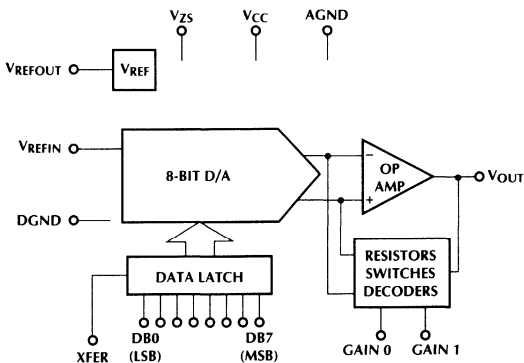 VZS VCC AGND
VREFOUT VREF
VREFIN
8-BIT D/A
OP
AMP
−
+
VOUT
DGND
RESISTORS
SWITCHES
DECODERS
DATA LATCH
XFER
DB0
(LSB)
DB7
(MSB)
GAIN 0 GAIN 1